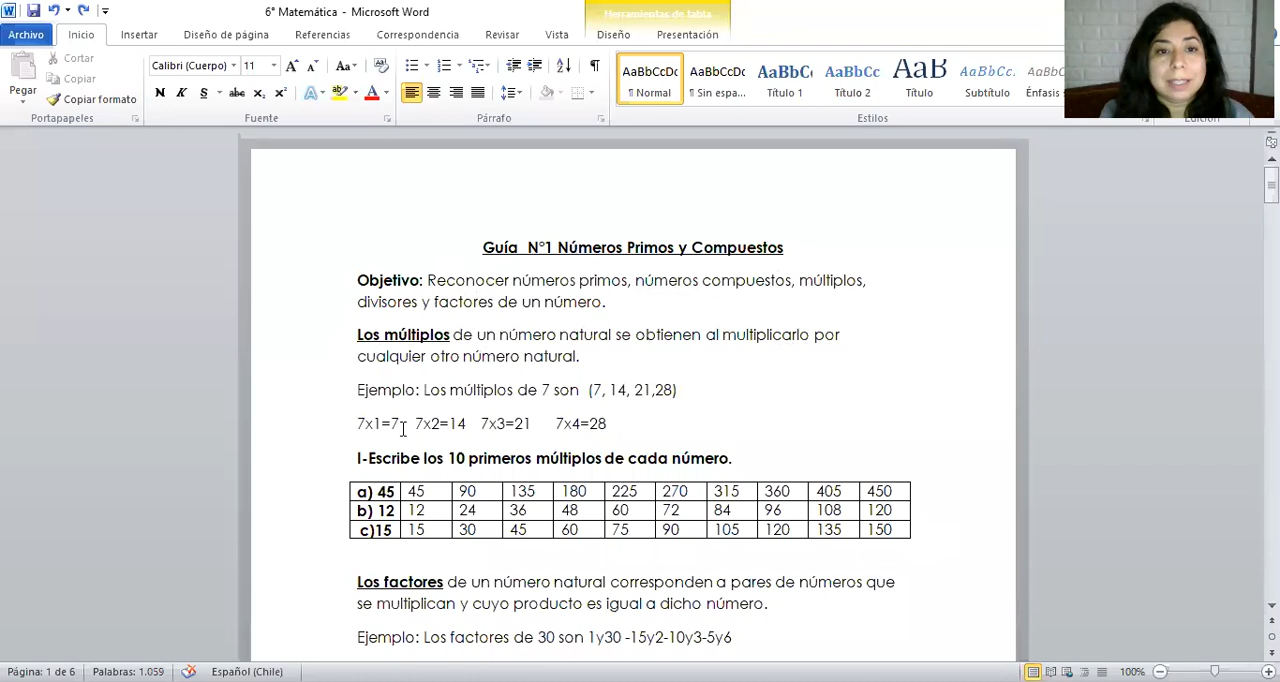 6° Matemática - Microsoft Word
Herramientas de tabla
Archivo Inicio Insertar Diseño de página Referencias Correspondencia Revisar Vista Diseño Presentación
Cortar
Copiar
Copiar formato
Pegar
Portapapeles
Calibri (Cuerpo) 11
N K S abc x₂ x² A A
Fuente
Párrafo
AaBbCcDc AaBbCcDc AaBbC AaBbCc AaB AaBbCc. AaBbCc
¶ Normal ¶ Sin espa... Título 1 Título 2 Título Subtítulo Énfasis
Estilos
Edición
Guía N°1 Números Primos y Compuestos
Objetivo: Reconocer números primos, números compuestos, múltiplos,
divisores y factores de un número.
Los múltiplos de un número natural se obtienen al multiplicarlo por
cualquier otro número natural.
Ejemplo: Los múltiplos de 7 son (7, 14, 21,28)
7x1=7 7x2=14 7x3=21 7x4=28
I-Escribe los 10 primeros múltiplos de cada número.
a) 45 45 90 135 180 225 270 315 360 405 450
b) 12 12 24 36 48 60 72 84 96 108 120
c)15 15 30 45 60 75 90 105 120 135 150
Los factores de un número natural corresponden a pares de números que
se multiplican y cuyo producto es igual a dicho número.
Ejemplo: Los factores de 30 son 1y30 -15y2-10y3-5y6
Página: 1 de 6 Palabras: 1.059 Español (Chile) 100%